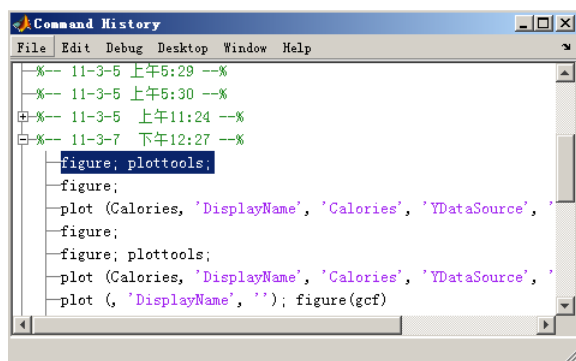 Command History
File Edit Debug Desktop Window Help
%-- 11-3-5 上午5:29 --%
%-- 11-3-5 上午5:30 --%
%-- 11-3-5 上午11:24 --%
%-- 11-3-7 下午12:27 --%
figure; plottools;
figure;
plot (Calories, 'DisplayName', 'Calories', 'YDataSource', '
figure;
figure; plottools;
plot (Calories, 'DisplayName', 'Calories', 'YDataSource', '
plot (, 'DisplayName', ''); figure(gcf)